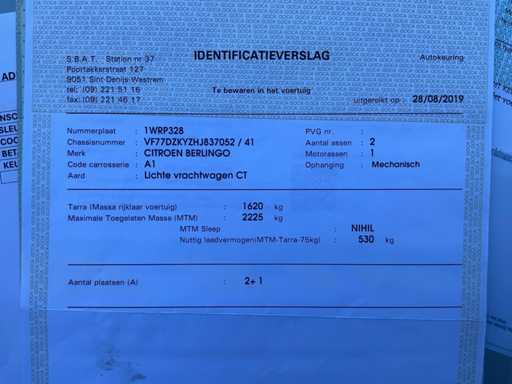 IDENTIFICATIEVERSLAG
Autokeuring
S.B.A.T. Station nr 37
Poortakkerstraat 127
9051 Sint-Denijs-Westrem
tel: (09) 221 51 16
fax: (09) 221 46 17
Te bewaren in het voertuig
uitgereikt op : 28/08/2019
AD
Nummerplaat : 1WRP328
PVG nr. :
Chassisnummer : VF77DZKYZHJ837052 / 41
Aantal assen : 2
Merk : CITROEN BERLINGO
Motorassen : 1
Code carrosserie : A1
Ophanging : Mechanisch
Aard : Lichte vrachtwagen CT
Tarra (Massa rijklaar voertuig) : 1620 kg
Maximale Toegelaten Massa (MTM) : 2225 kg
MTM Sleep : NIHIL
Nuttig laadvermogen(MTM-Tarra-75kg) : 530 kg
Aantal plaatsen (A) : 2+ 1